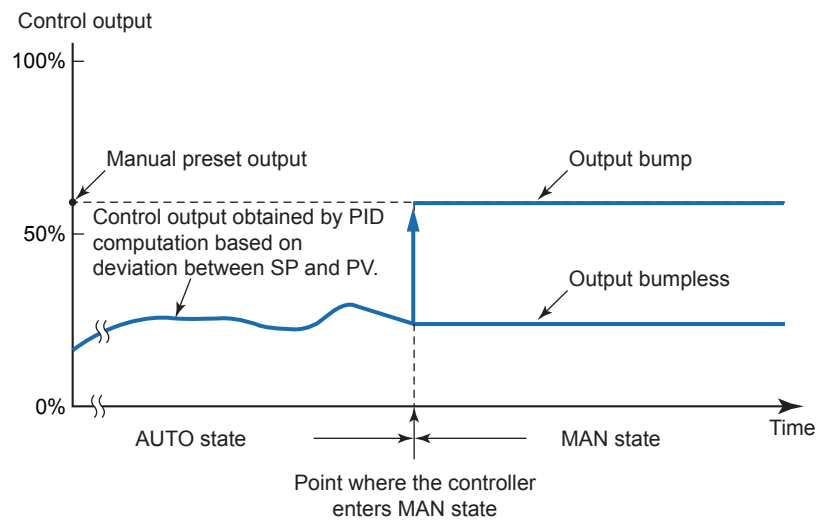 Control output
100%
Manual preset output
Output bump
Control output obtained by PID
computation based on
deviation between SP and PV.
50%
Output bumpless
0%
Time
AUTO state
MAN state
Point where the controller
enters MAN state